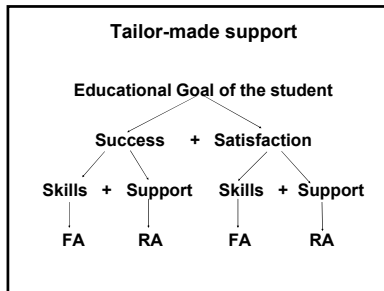 Tailor-made support
Educational Goal of the student
Success + Satisfaction
Skills + Support Skills + Support
FA RA FA RA